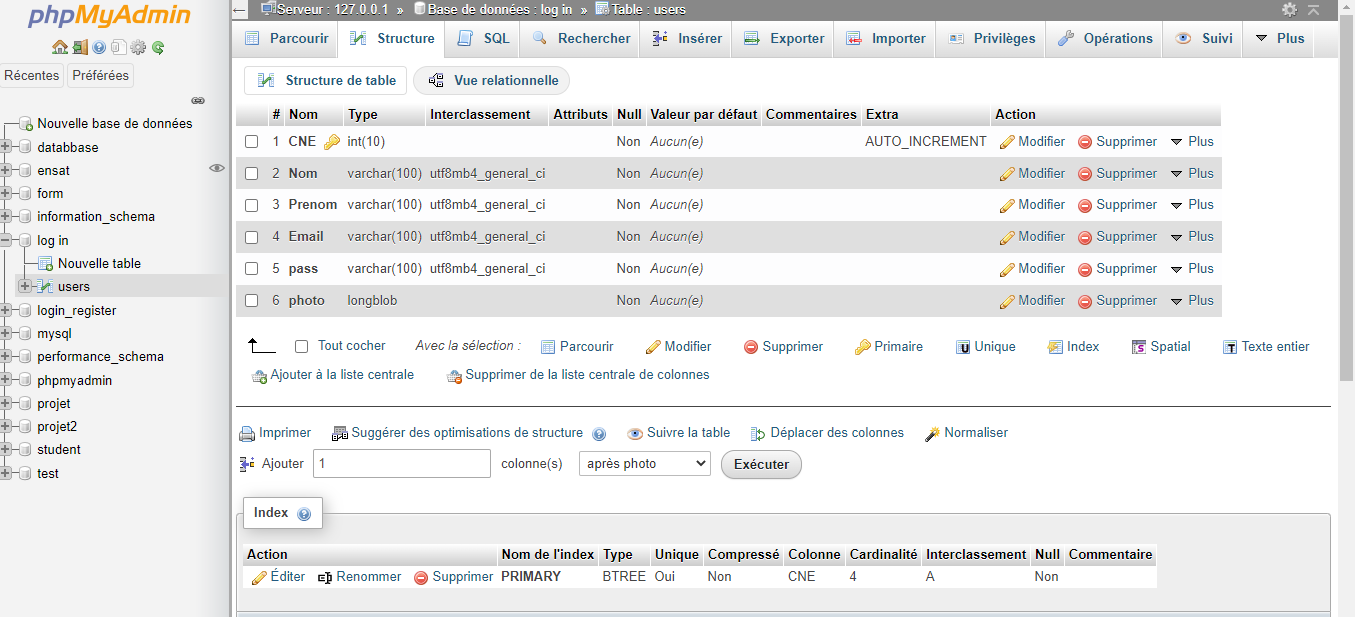 phpMyAdmin
Récentes Préférées
Nouvelle base de données
databbase
ensat
form
information_schema
log in
Nouvelle table
users
login_register
mysql
performance_schema
phpmyadmin
projet
projet2
student
test
Serveur : 127.0.0.1 » Base de données : log in » Table : users
Parcourir Structure SQL Rechercher Insérer Exporter Importer Privilèges Opérations Suivi Plus
Structure de table Vue relationnelle
# Nom Type Interclassement Attributs Null Valeur par défaut Commentaires Extra Action
1 CNE int(10) Non Aucun(e) AUTO_INCREMENT Modifier Supprimer Plus
2 Nom varchar(100) utf8mb4_general_ci Non Aucun(e) Modifier Supprimer Plus
3 Prenom varchar(100) utf8mb4_general_ci Non Aucun(e) Modifier Supprimer Plus
4 Email varchar(100) utf8mb4_general_ci Non Aucun(e) Modifier Supprimer Plus
5 pass varchar(100) utf8mb4_general_ci Non Aucun(e) Modifier Supprimer Plus
6 photo longblob Non Aucun(e) Modifier Supprimer Plus
Tout cocher Avec la sélection : Parcourir Modifier Supprimer Primaire Unique Index Spatial Texte entier
Ajouter à la liste centrale Supprimer de la liste centrale de colonnes
Imprimer Suggérer des optimisations de structure Suivre la table Déplacer des colonnes Normaliser
Ajouter 1 colonne(s) après photo Exécuter
Index
Action Nom de l'index Type Unique Compressé Colonne Cardinalité Interclassement Null Commentaire
Éditer Renommer Supprimer PRIMARY BTREE Oui Non CNE 4 A Non